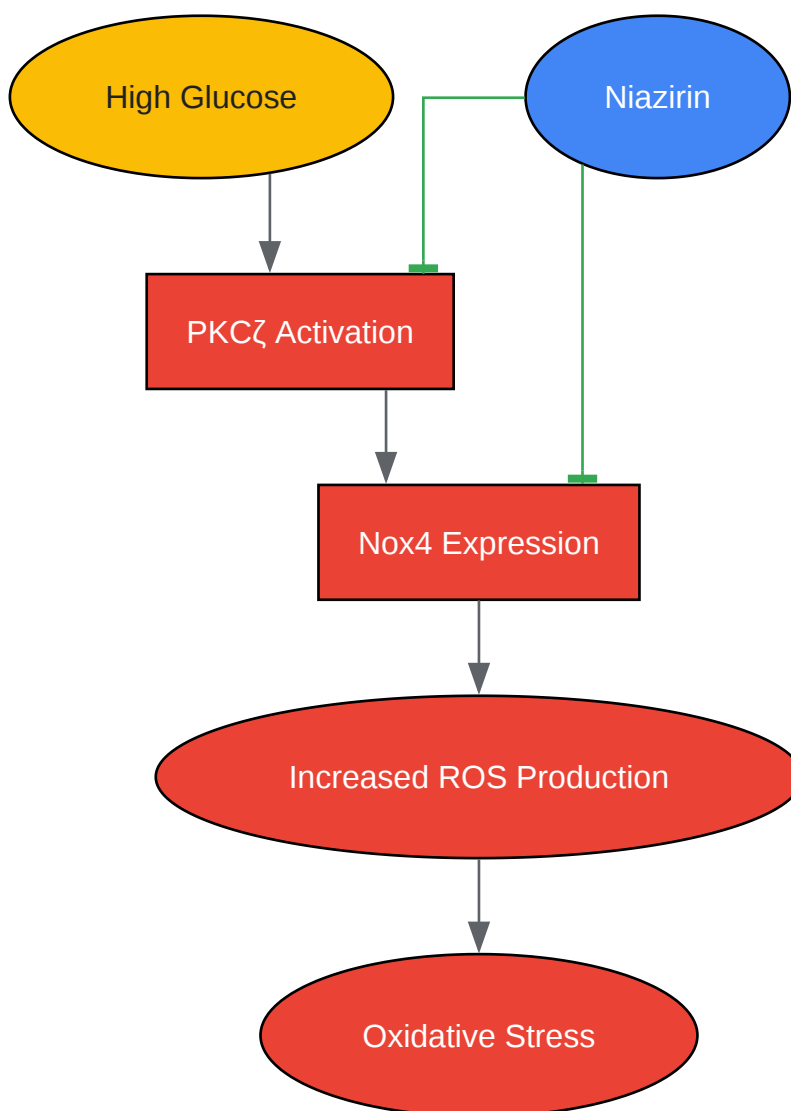 High Glucose
Niazirin
PKCζ Activation
Nox4 Expression
Increased ROS Production
Oxidative Stress